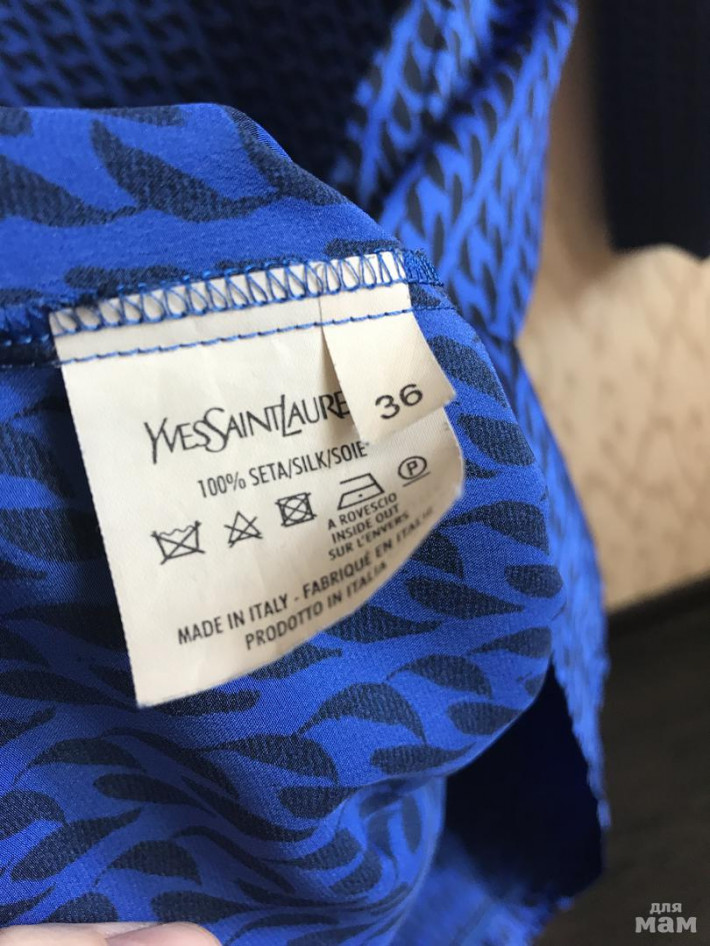 YVESSAINTLAURE
36
100% SETA/SILK/SOIE
A ROVESCIO
INSIDE OUT
SUR L'ENVERS
P
MADE IN ITALY - FABRIQUÉ EN ITALIE
PRODOTTO IN ITALIA
для
мам